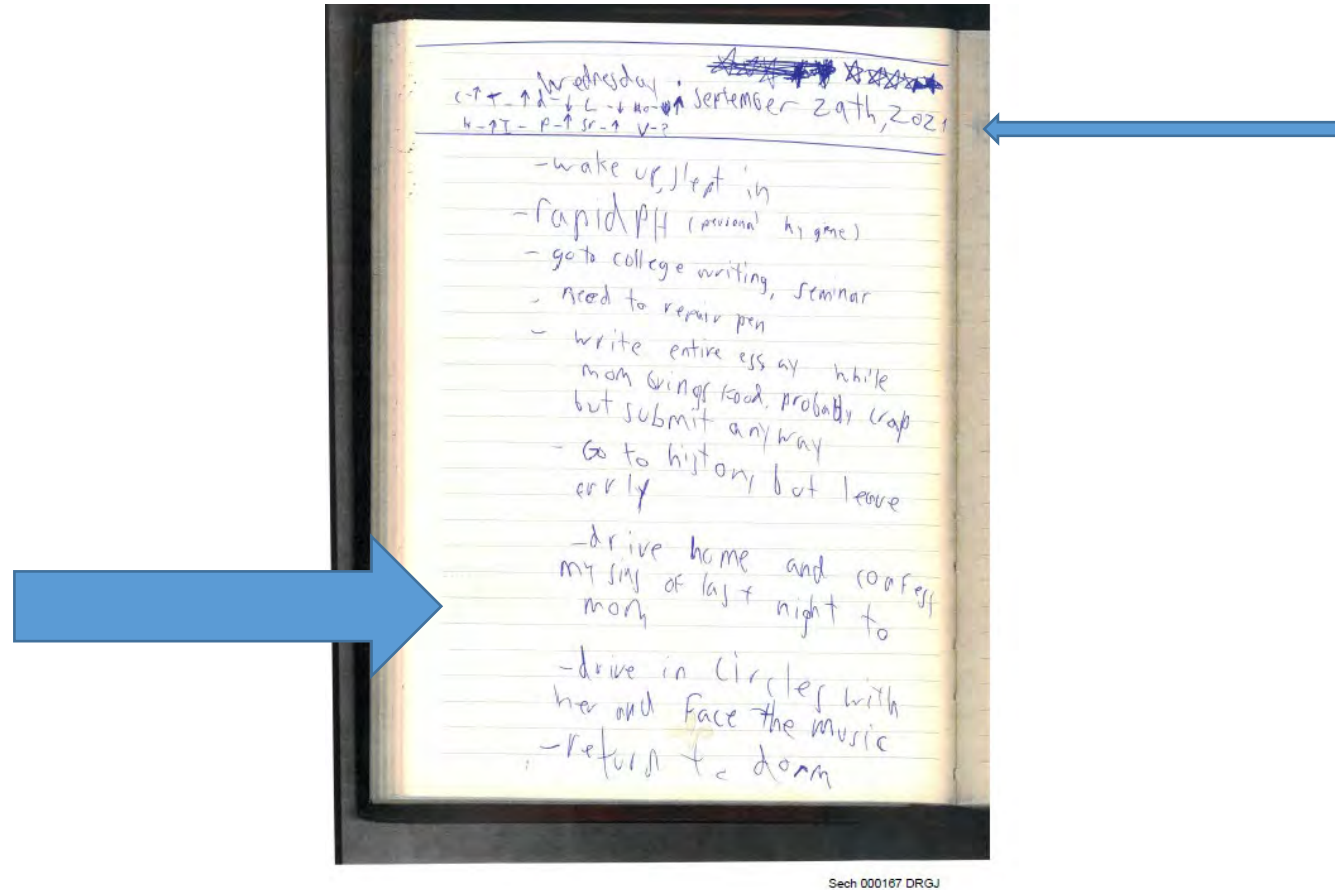 Wednesday. September 29th, 2021
C-↑ T-↑ d-↓ L-↓ Mo-↑
W-↑ I- P-↑ Sr-↑ V-?
-wake up, slept in
-rapid PH (personal hygine)
- go to college writing, seminar
- need to repair pen
- write entire essay while
mom brings food. probably crap
but submit anyway
- Go to history but leave
early
-drive home and confess
my sins of last night to
mom
-drive in circles with
her and face the music
-return to dorm
Sech 000167 DRGJ